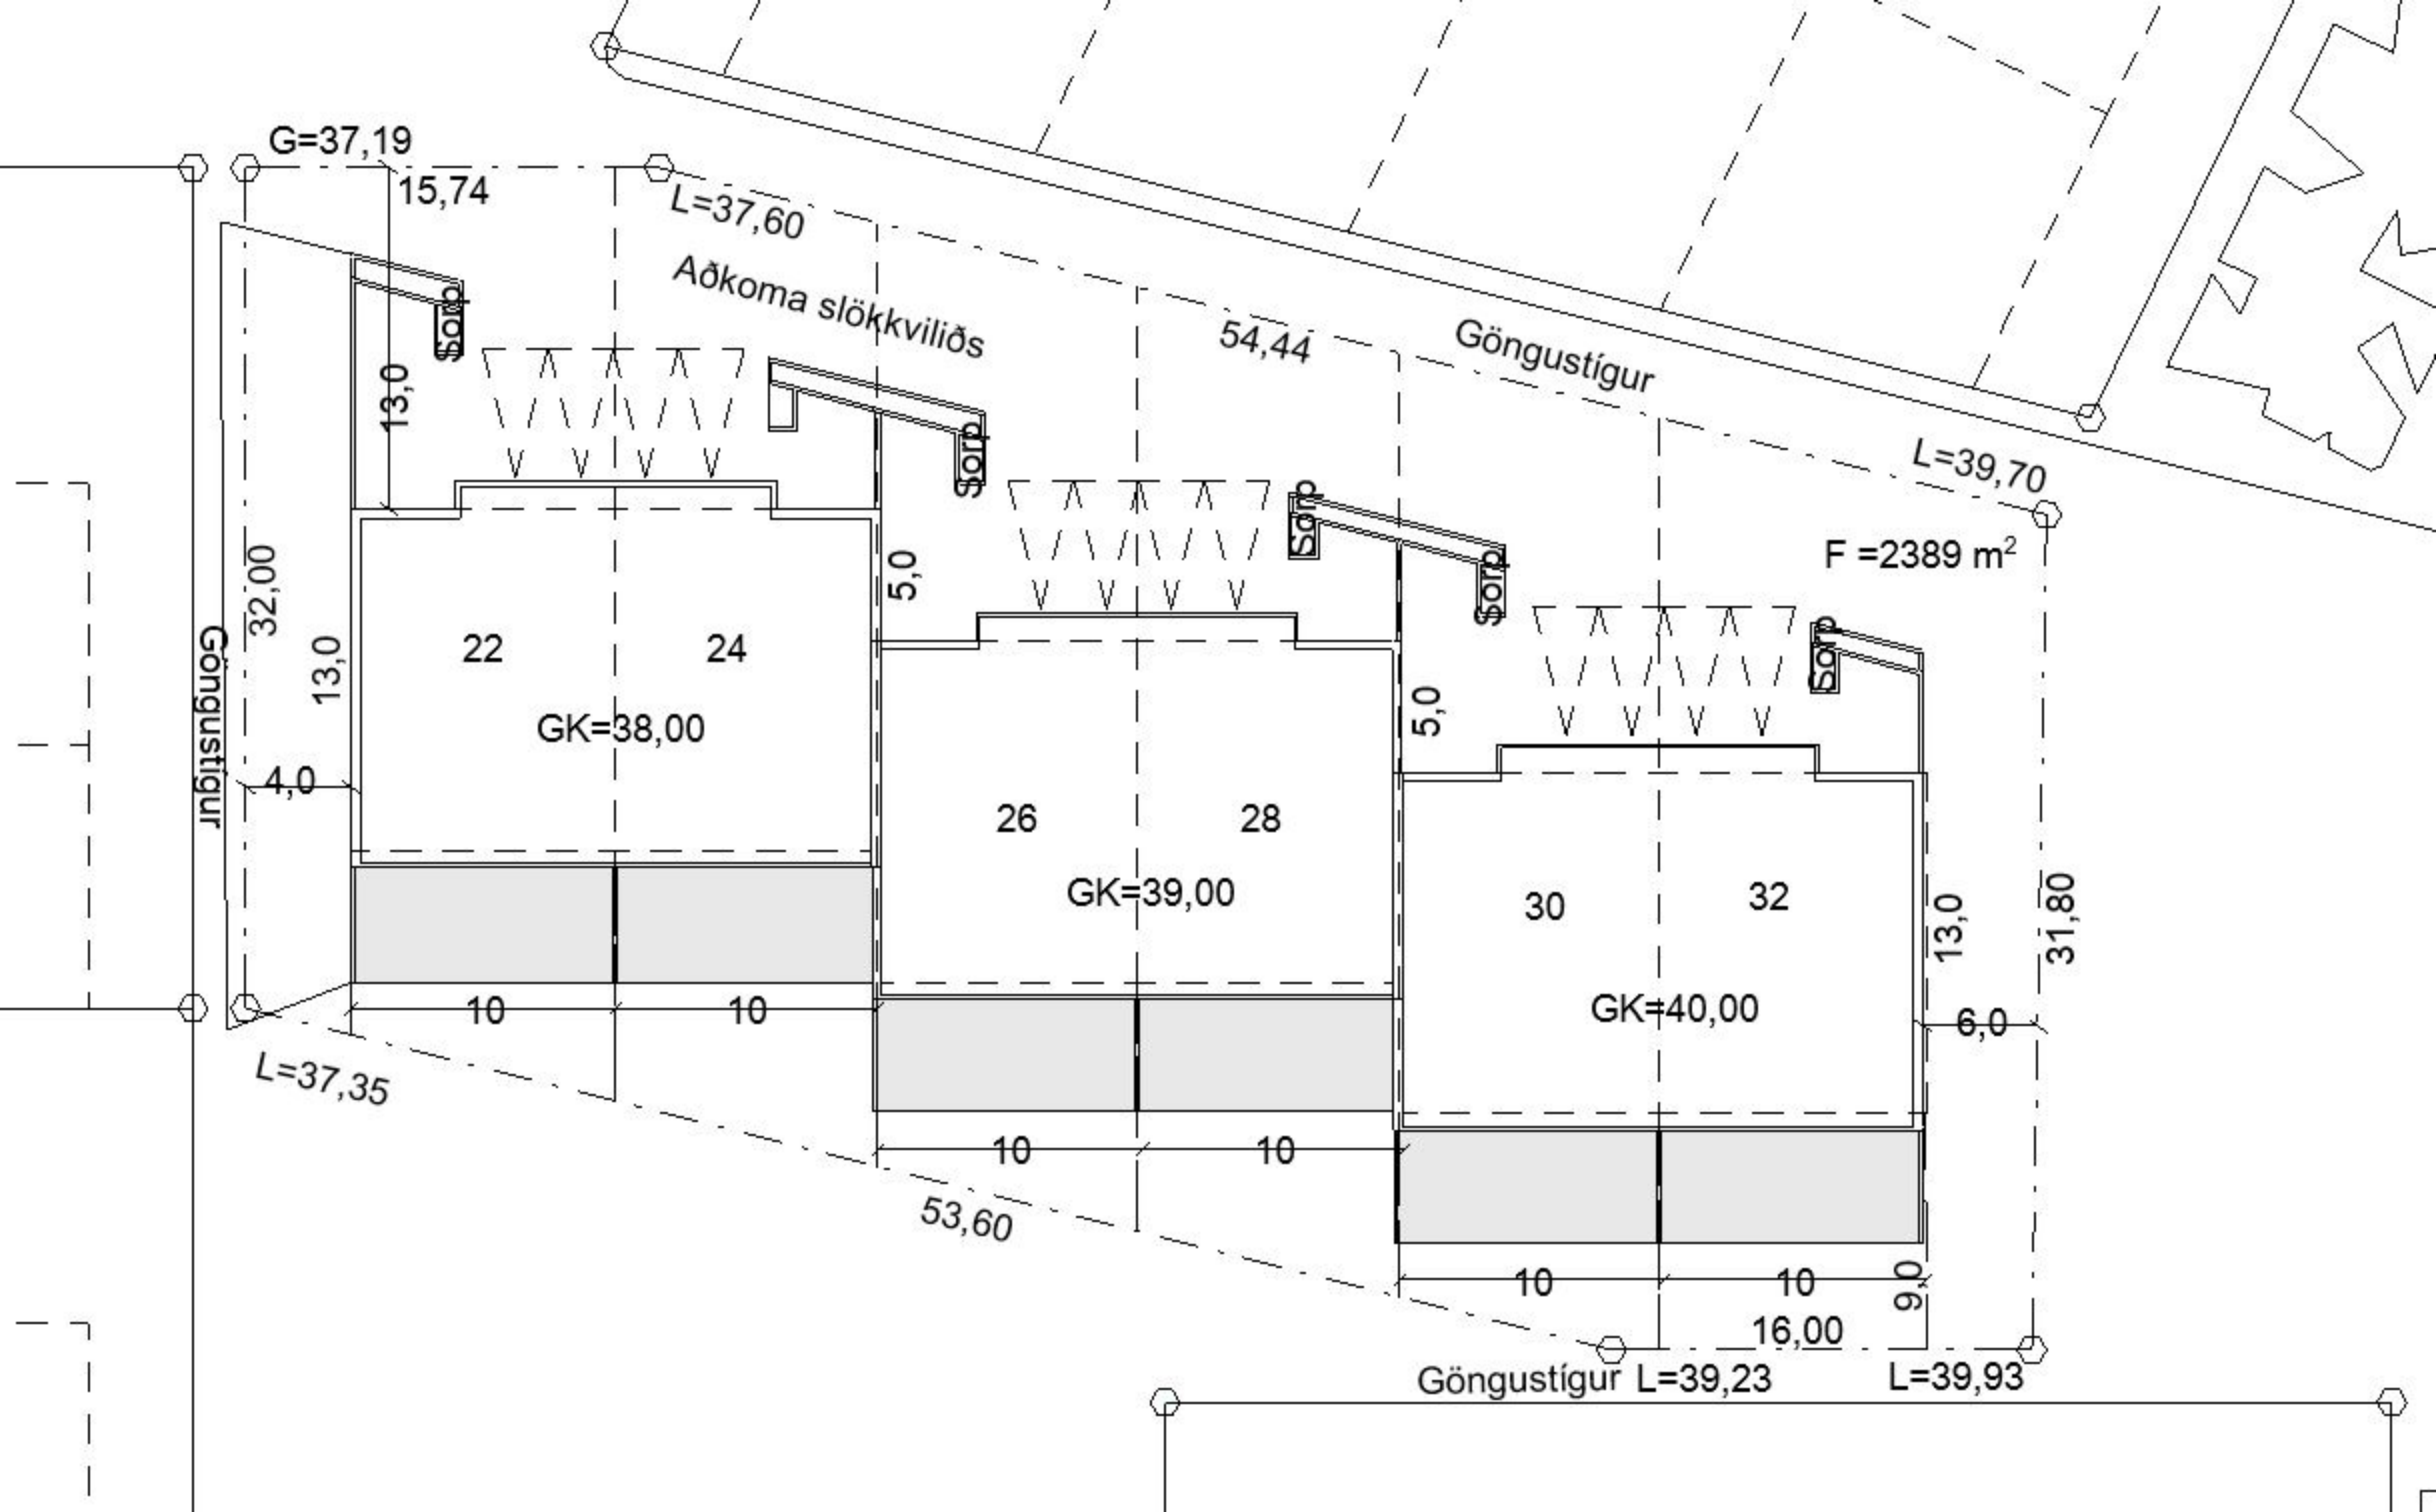 G=37,19
15,74
L=37,60
Aðkoma slökkviliðs
54,44
Göngustígur
L=39,70
F =2389 m²
Sorp
13,0
Sorp
Sorp
Sorp
Sorp
32,00
13,0
5,0
5,0
Göngustígur
22
24
GK=38,00
4,0
26
28
GK=39,00
30
32
GK=40,00
13,0
31,80
6,0
10
10
L=37,35
10
10
53,60
10
10
9,0
16,00
Göngustígur
L=39,23
L=39,93